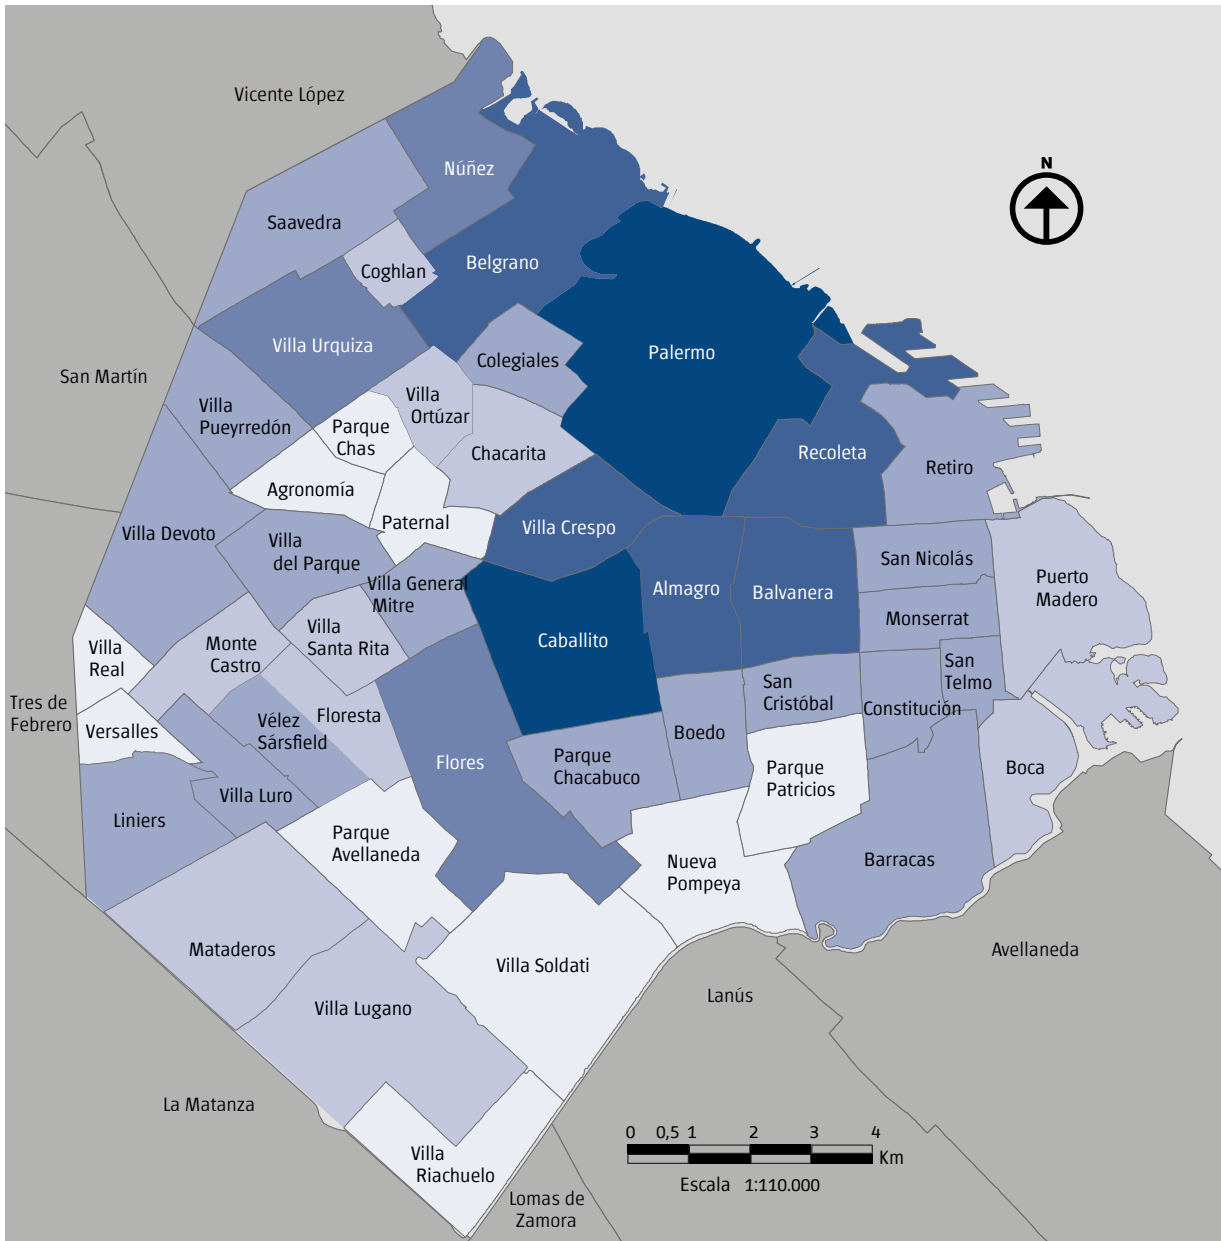 Vicente López
N
Núñez
Saavedra
Coghlan
Belgrano
Villa Urquiza
Colegiales
Palermo
San Martín
Villa
Pueyrredón
Villa
Ortúzar
Parque
Chas
Chacarita
Recoleta
Retiro
Agronomía
Paternal
Villa Crespo
Villa Devoto
Villa
del Parque
Villa General
Mitre
Almagro
Balvanera
San Nicolás
Puerto
Madero
Monserrat
Villa
Real
Monte
Castro
Villa
Santa Rita
Caballito
San
Telmo
Tres de
Febrero
Versalles
Vélez
Sársfield
Floresta
San
Cristóbal
Constitución
Boedo
Flores
Parque
Chacabuco
Parque
Patricios
Boca
Villa Luro
Liniers
Parque
Avellaneda
Nueva
Pompeya
Barracas
Mataderos
Villa Soldati
Avellaneda
Villa Lugano
Lanús
La Matanza
Villa
Riachuelo
0 0,5 1 2 3 4
Km
Escala 1:110.000
Lomas de
Zamora